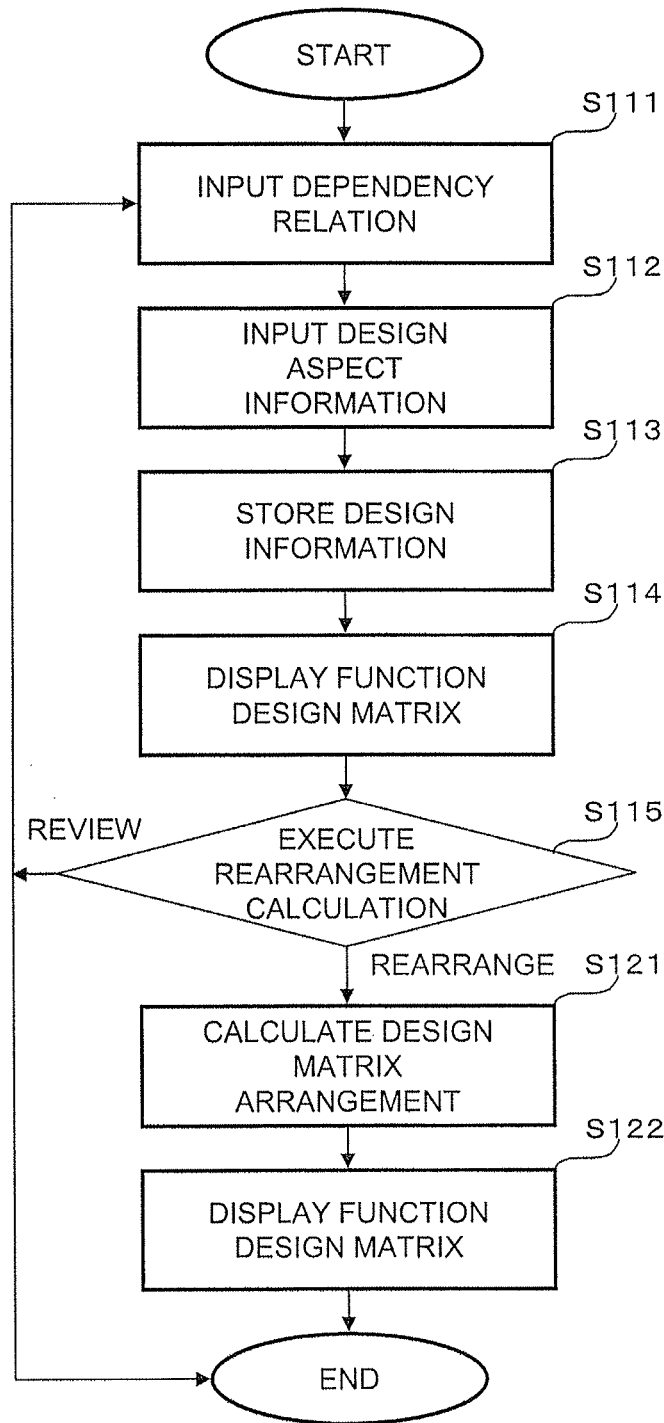 START
S111
INPUT DEPENDENCY
RELATION
S112
INPUT DESIGN
ASPECT
INFORMATION
S113
STORE DESIGN
INFORMATION
S114
DISPLAY FUNCTION
DESIGN MATRIX
REVIEW
S115
EXECUTE
REARRANGEMENT
CALCULATION
REARRANGE
S121
CALCULATE DESIGN
MATRIX
ARRANGEMENT
S122
DISPLAY FUNCTION
DESIGN MATRIX
END